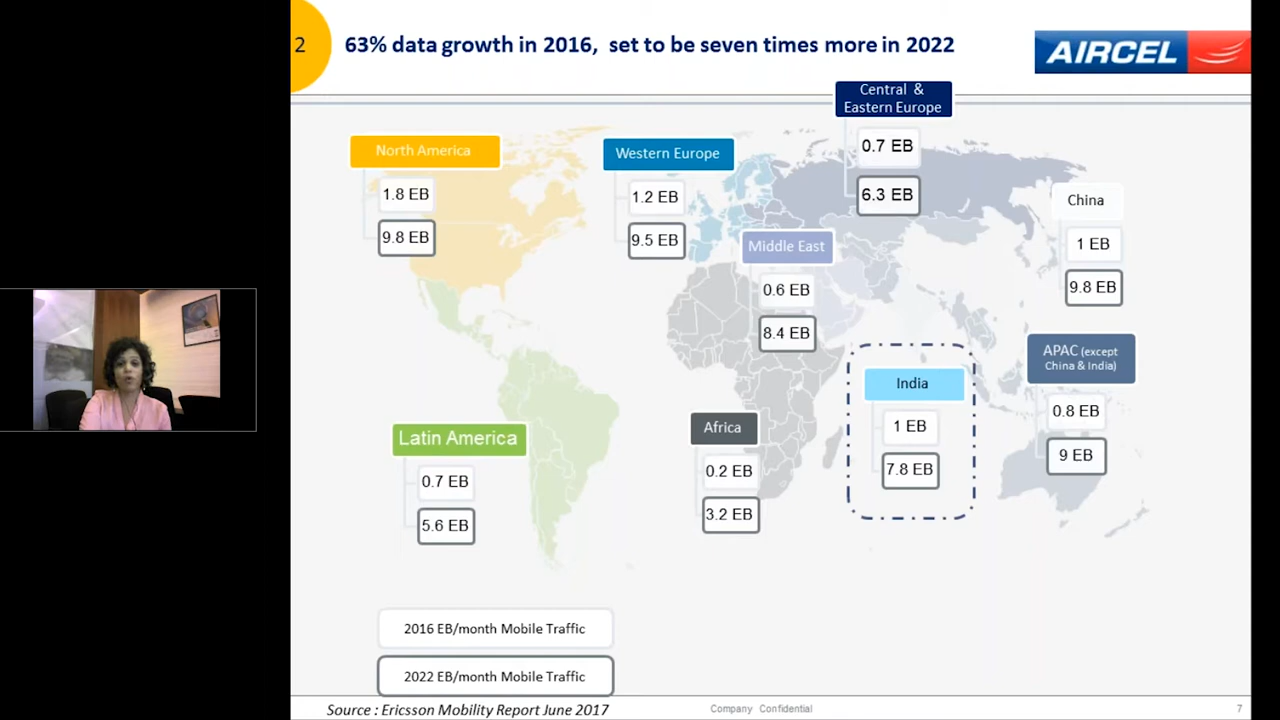 2
63% data growth in 2016, set to be seven times more in 2022
AIRCEL
Central &
Eastern Europe
0.7 EB
6.3 EB
North America
1.8 EB
9.8 EB
Western Europe
1.2 EB
9.5 EB
China
1 EB
9.8 EB
Middle East
0.6 EB
8.4 EB
APAC (except
China & India)
0.8 EB
9 EB
India
1 EB
7.8 EB
Latin America
0.7 EB
5.6 EB
Africa
0.2 EB
3.2 EB
2016 EB/month Mobile Traffic
2022 EB/month Mobile Traffic
Source : Ericsson Mobility Report June 2017
Company Confidential
7